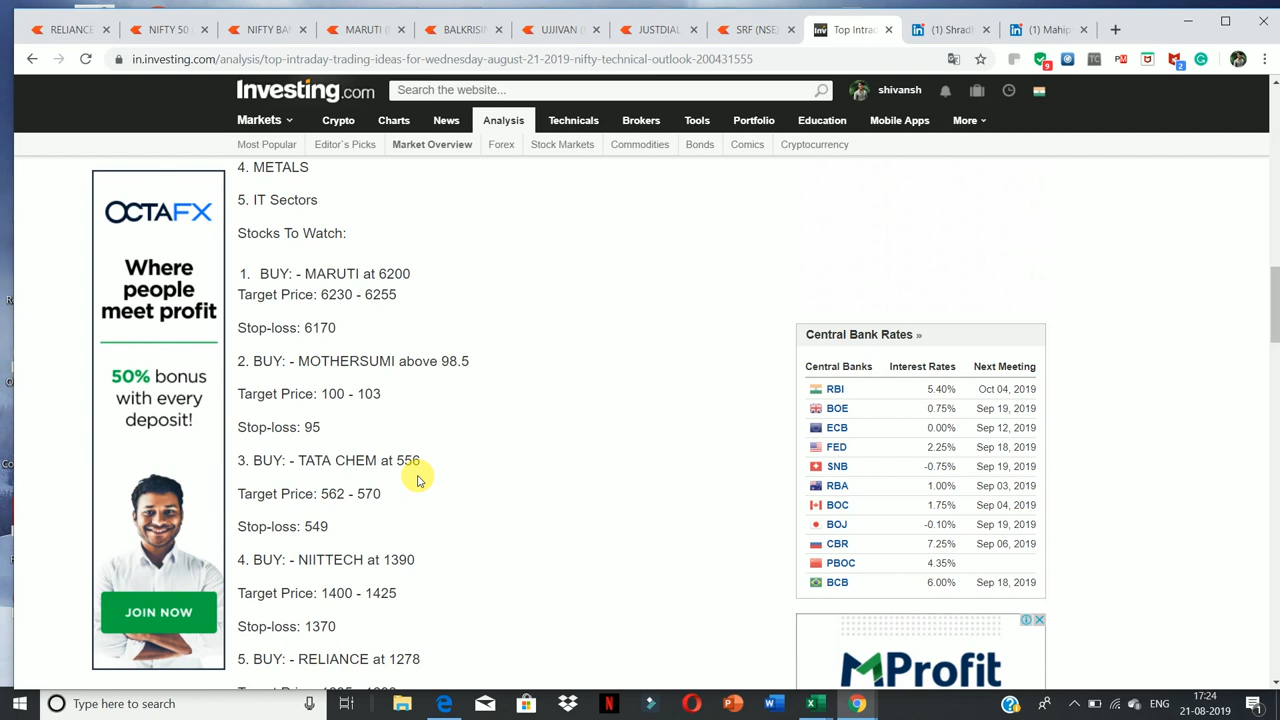 RELIANCE
NIFTY 50
NIFTY BA
MARUTI
BALKRISI
UJJIVAN
JUSTDIAL
SRF (NSE)
Top Intrad
(1) Shradh
(1) Mahip
in.investing.com/analysis/top-intraday-trading-ideas-for-wednesday-august-21-2019-nifty-technical-outlook-200431555
Investing.com
Search the website...
shivansh
Markets Crypto Charts News Analysis Technicals Brokers Tools Portfolio Education Mobile Apps More
Most Popular Editor`s Picks Market Overview Forex Stock Markets Commodities Bonds Comics Cryptocurrency
4. METALS
5. IT Sectors
Stocks To Watch:
1. BUY: - MARUTI at 6200
Target Price: 6230 - 6255
Stop-loss: 6170
2. BUY: - MOTHERSUMI above 98.5
Target Price: 100 - 103
Stop-loss: 95
3. BUY: - TATA CHEM at 556
Target Price: 562 - 570
Stop-loss: 549
4. BUY: - NIITTECH at 1390
Target Price: 1400 - 1425
Stop-loss: 1370
5. BUY: - RELIANCE at 1278
OCTAFX
Where
people
meet profit
50% bonus
with every
deposit!
JOIN NOW
Central Bank Rates »
Central Banks Interest Rates Next Meeting
RBI 5.40% Oct 04, 2019
BOE 0.75% Sep 19, 2019
ECB 0.00% Sep 12, 2019
FED 2.25% Sep 18, 2019
SNB -0.75% Sep 19, 2019
RBA 1.00% Sep 03, 2019
BOC 1.75% Sep 04, 2019
BOJ -0.10% Sep 19, 2019
CBR 7.25% Sep 06, 2019
PBOC 4.35%
BCB 6.00% Sep 18, 2019
MProfit
Type here to search
ENG
17:24
21-08-2019